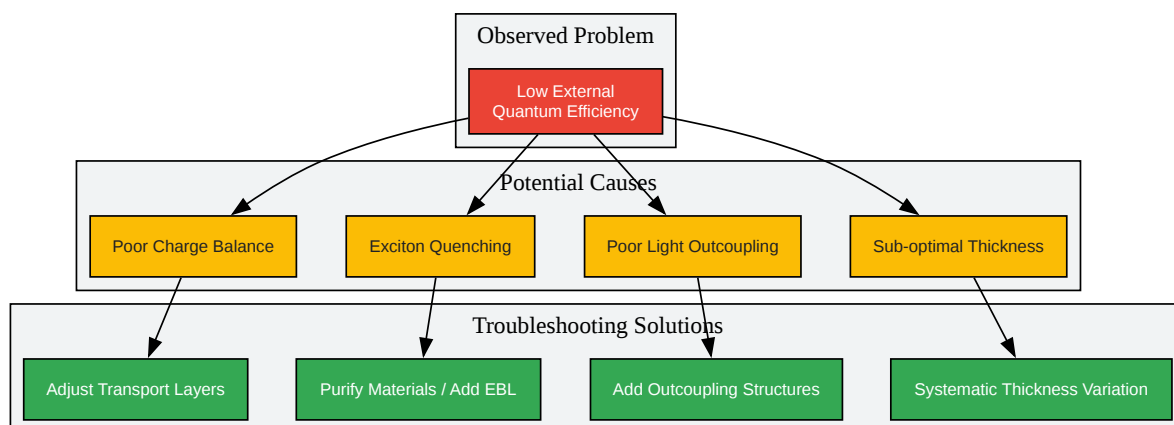 Observed Problem
Low External
Quantum Efficiency
Potential Causes
Poor Charge Balance
Exciton Quenching
Poor Light Outcoupling
Sub-optimal Thickness
Troubleshooting Solutions
Adjust Transport Layers
Purify Materials / Add EBL
Add Outcoupling Structures
Systematic Thickness Variation